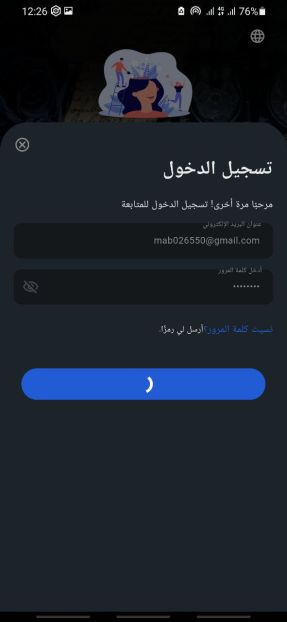 12:26 76%
تسجيل الدخول
مرحبًا مرة أخرى! تسجيل الدخول للمتابعة
عنوان البريد الإلكتروني
mab026550@gmail.com
أدخل كلمة المرور
••••••••
نسيت كلمة المرور؟أرسل لي رمزًا.